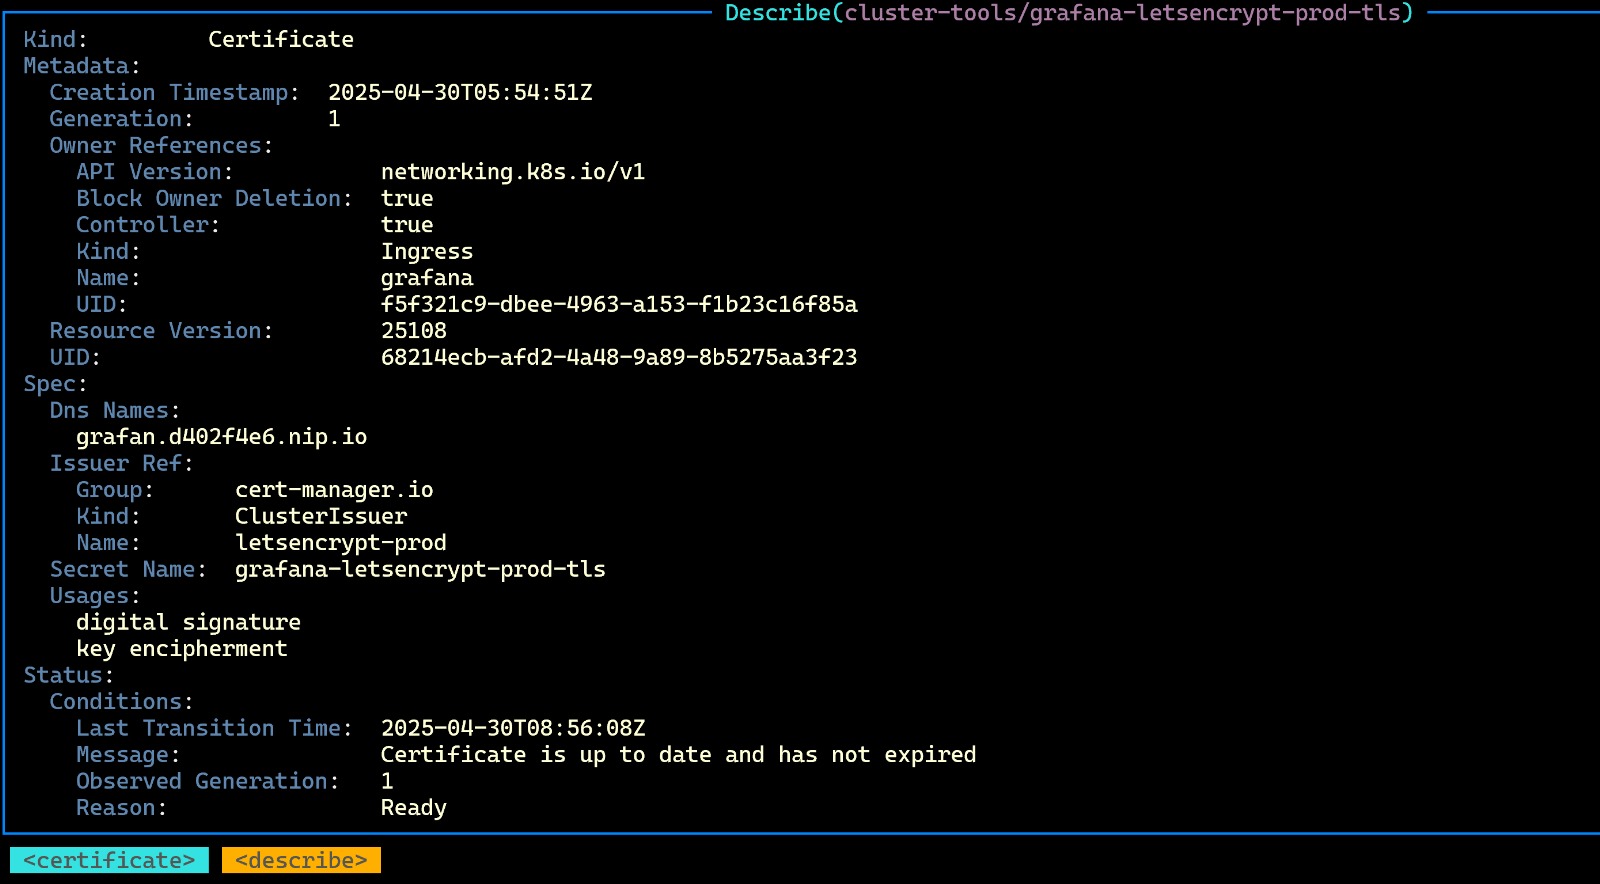 Describe(cluster-tools/grafana-letsencrypt-prod-tls)
Kind: Certificate
Metadata:
Creation Timestamp: 2025-04-30T05:54:51Z
Generation: 1
Owner References:
API Version: networking.k8s.io/v1
Block Owner Deletion: true
Controller: true
Kind: Ingress
Name: grafana
UID: f5f321c9-dbee-4963-a153-f1b23c16f85a
Resource Version: 25108
UID: 68214ecb-afd2-4a48-9a89-8b5275aa3f23
Spec:
Dns Names:
grafan.d402f4e6.nip.io
Issuer Ref:
Group: cert-manager.io
Kind: ClusterIssuer
Name: letsencrypt-prod
Secret Name: grafana-letsencrypt-prod-tls
Usages:
digital signature
key encipherment
Status:
Conditions:
Last Transition Time: 2025-04-30T08:56:08Z
Message: Certificate is up to date and has not expired
Observed Generation: 1
Reason: Ready
<certificate> <describe>